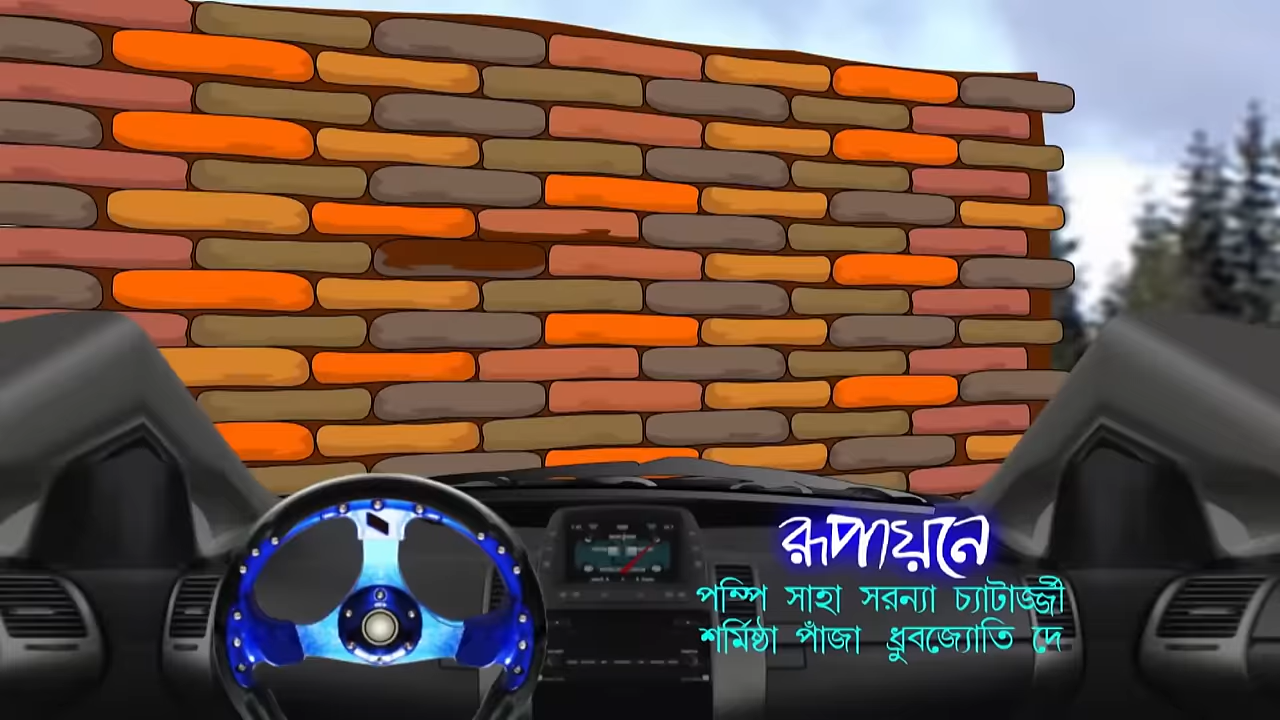 রূপায়নে
পম্পি সাহা সরন্যা চ্যাটার্জ্জী
শর্মিষ্ঠা পাঁজা ধ্রুবজ্যোতি দে